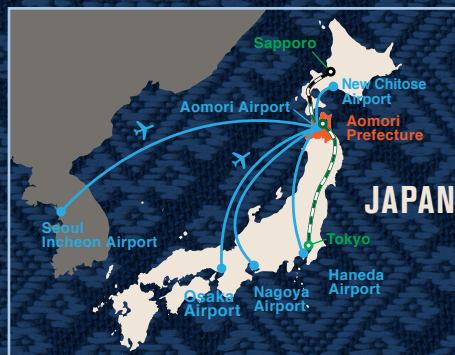 Sapporo
New Chitose
Airport
Aomori Airport
Aomori
Prefecture
JAPAN
Seoul
Incheon Airport
Tokyo
Haneda
Airport
Osaka
Airport
Nagoya
Airport